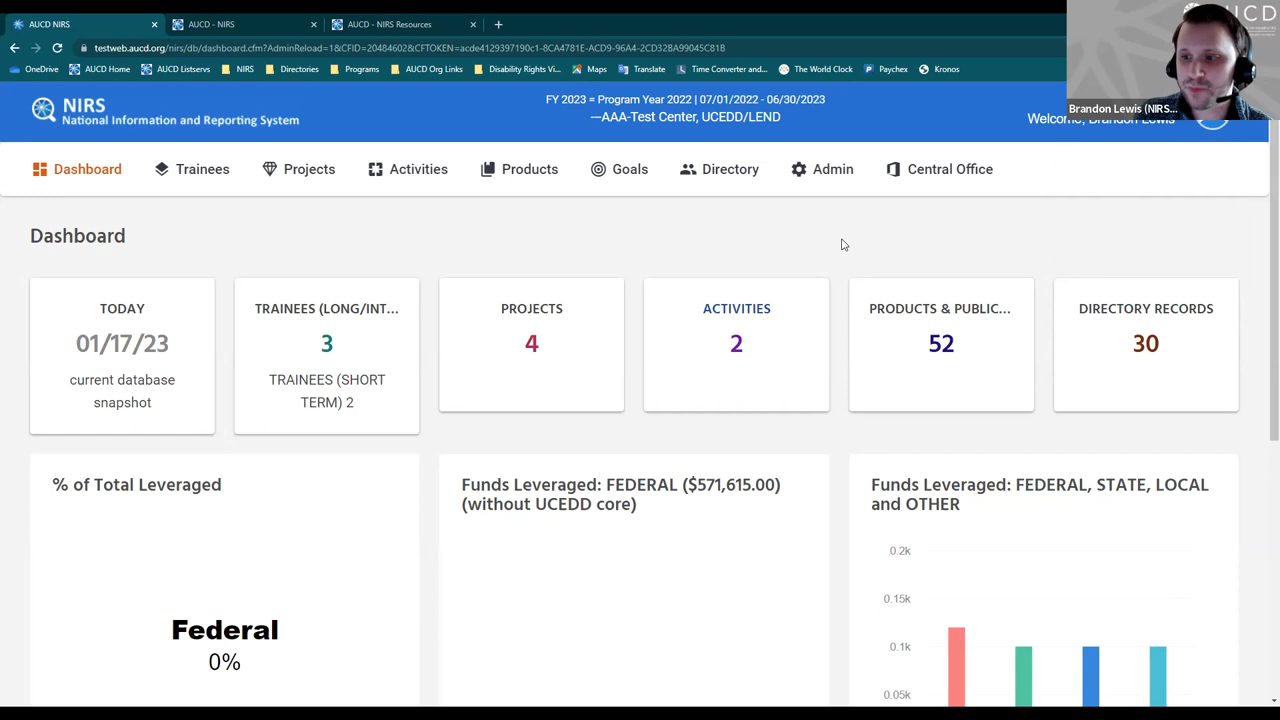 AUCD NIRS
AUCD - NIRS
AUCD - NIRS Resources
testweb.aucd.org/nirs/db/dashboard.cfm?AdminReload=1&CFID=20484602&CFTOKEN=acde4129397190c1-8CA4781E-ACD9-96A4-2CD32BA99045C81B
OneDrive
AUCD Home
AUCD Listservs
NIRS
Directories
Programs
AUCD Org Links
Disability Rights Vi...
Maps
Translate
Time Converter and...
The World Clock
Paychex
Kronos
Brandon Lewis (NIRS...
NIRS
National Information and Reporting System
FY 2023 = Program Year 2022 | 07/01/2022 - 06/30/2023
—AAA-Test Center, UCEDD/LEND
Welcome, Brandon Lewis
Dashboard
Trainees
Projects
Activities
Products
Goals
Directory
Admin
Central Office
Dashboard
TODAY
01/17/23
current database
snapshot
TRAINEES (LONG/INT...
3
TRAINEES (SHORT
TERM) 2
PROJECTS
4
ACTIVITIES
2
PRODUCTS & PUBLIC...
52
DIRECTORY RECORDS
30
% of Total Leveraged
Federal
0%
Funds Leveraged: FEDERAL ($571,615.00)
(without UCEDD core)
Funds Leveraged: FEDERAL, STATE, LOCAL
and OTHER
0.2k
0.15k
0.1k
0.05k